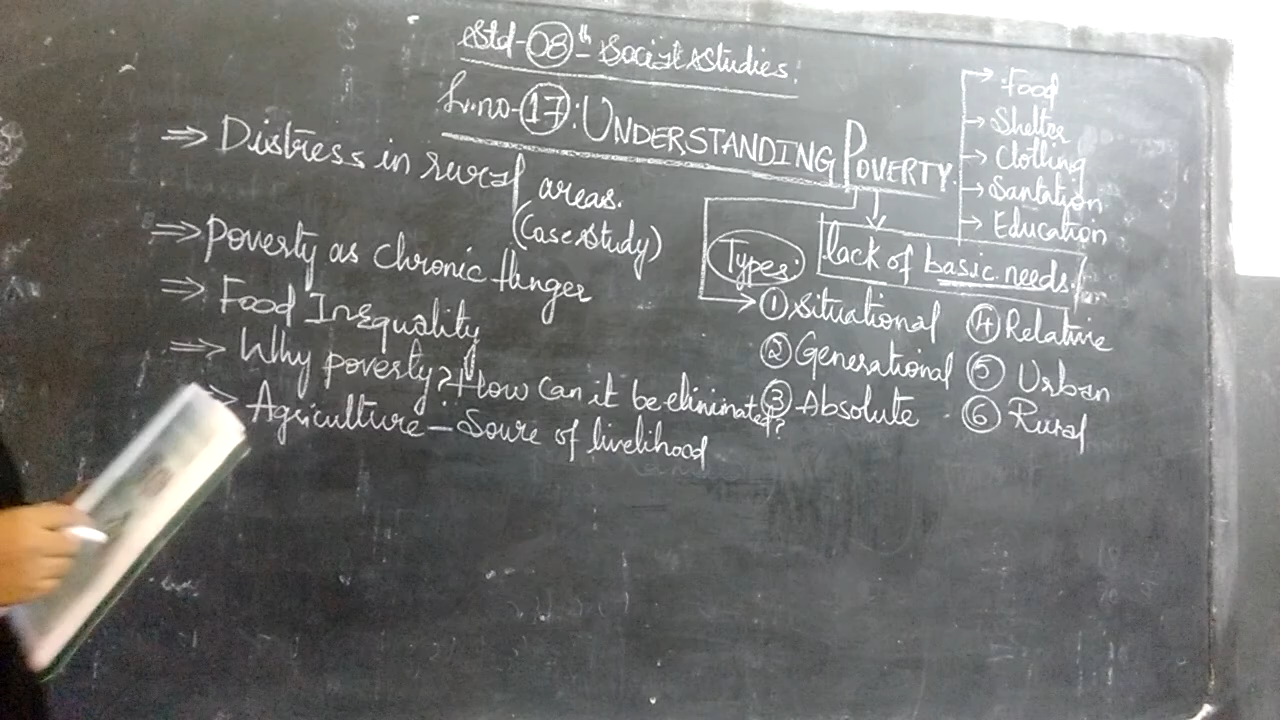 Std-08th Social Studies.
L.no-17: UNDERSTANDING POVERTY.
⇒ Distress in rural areas.
(Case study)
⇒ Poverty as chronic Hunger
⇒ Food Inequality
⇒ Why poverty? How Can it be eliminated?
⇒ Agriculture – Soure of livelihood
→ Food
→ Shelter
→ Clothing
→ Santation
→ Education
lack of basic needs
Types:
① Situational
② Generational
③ Absolute
④ Relative
⑤ Urban
⑥ Rural